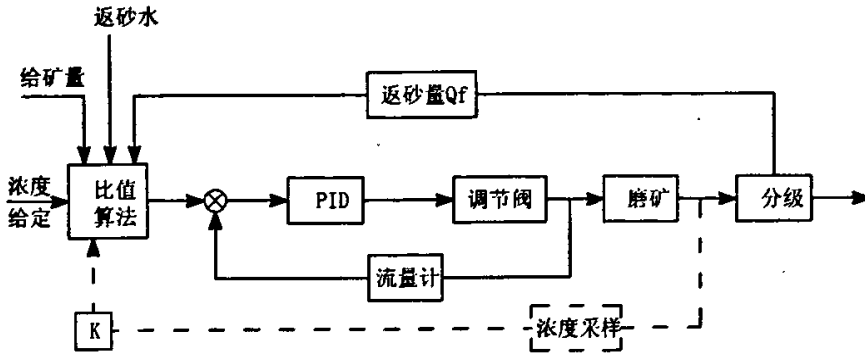 返砂水
给矿量
返砂量Qf
浓度
给定
比值
算法
PID
调节阀
磨矿
分级
流量计
K
浓度采样